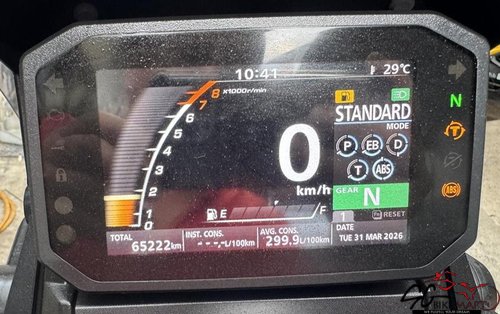 10:41
29°C
8 x1000r/min
7
6
5
4
3
2
1
0
0
km/h
STANDARD
MODE
P EB D
T ABS
GEAR N
E F
1 RESET
TOTAL
65222km
INST. CONS.
--.-L/100km
AVG. CONS.
299.9L/100km
DATE
TUE 31 MAR 2026
N
T
ABS